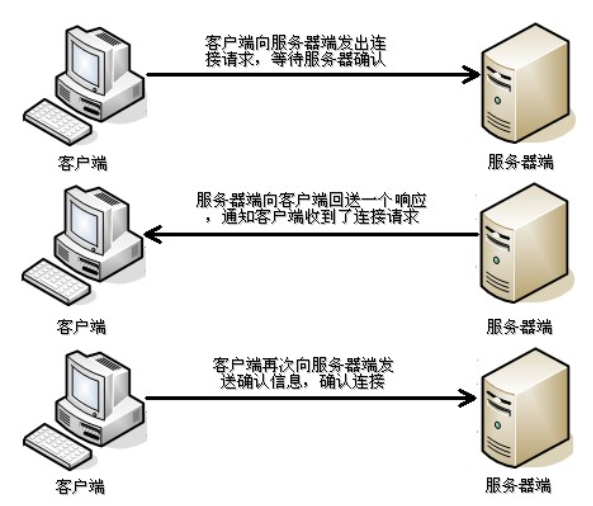 客户端向服务器端发出连
接请求，等待服务器确认
客户端
服务器端
服务器端向客户端回送一个响应
，通知客户端收到了连接请求
客户端
服务器端
客户端再次向服务器端发
送确认信息，确认连接
客户端
服务器端